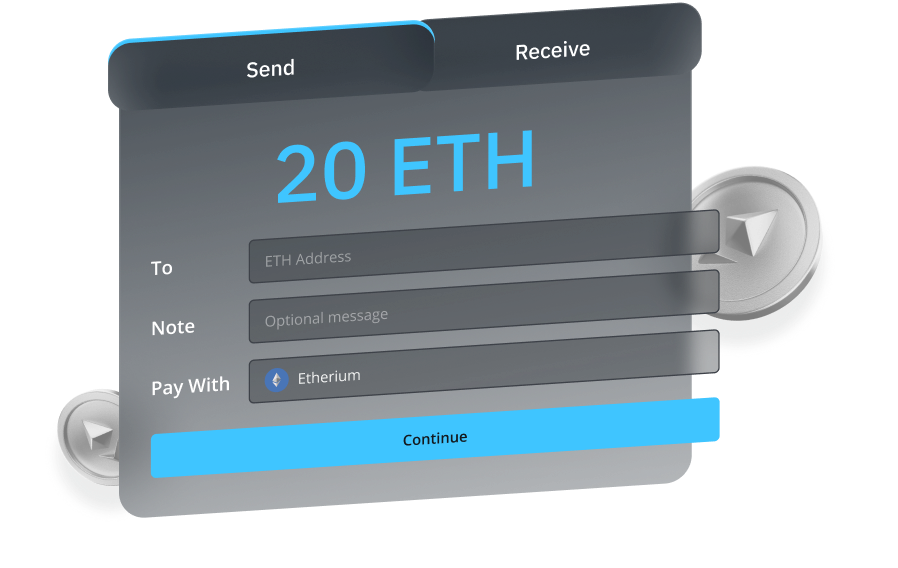 Send
Receive
20 ETH
To
ETH Address
Note
Optional message
Pay With
Etherium
Continue